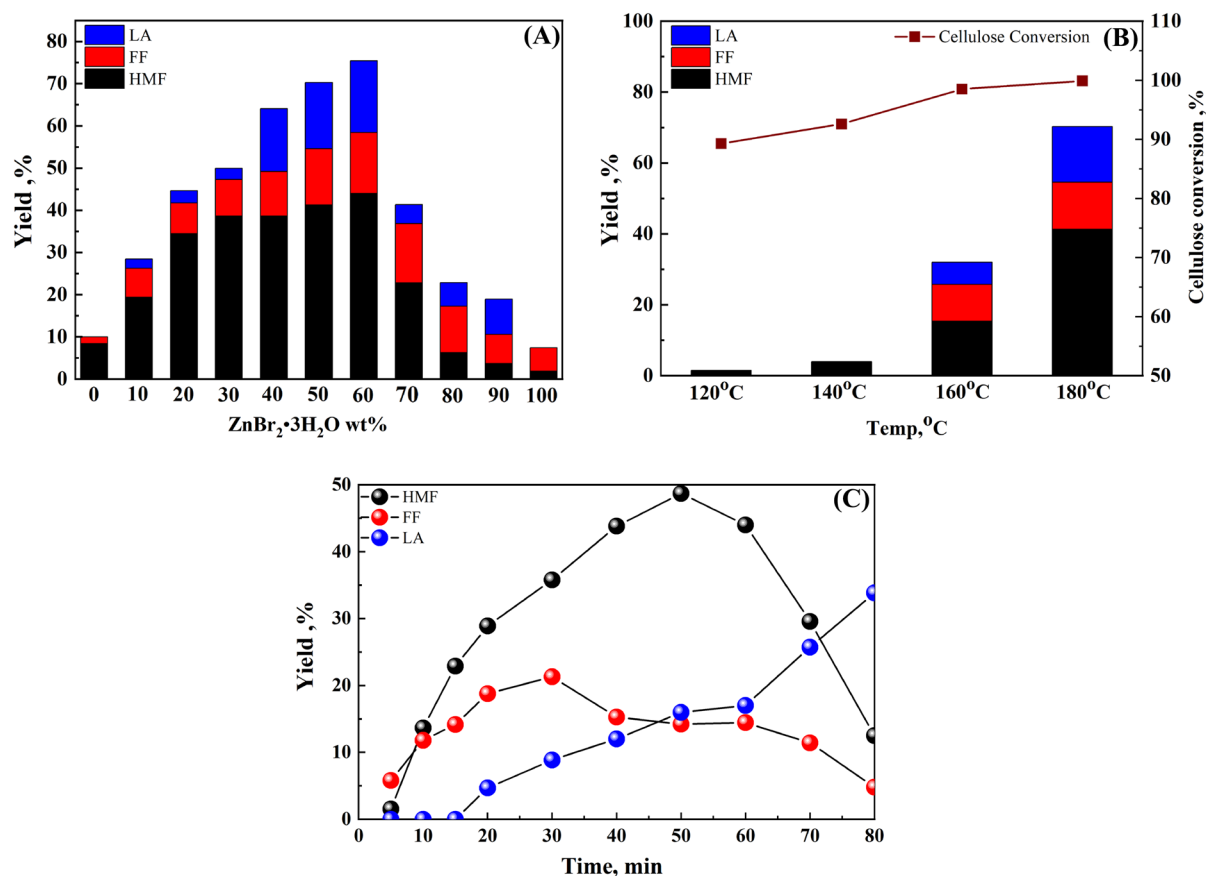 (A)
LA
FF
HMF
Yield ,%
80
70
60
50
40
30
20
10
0
0 10 20 30 40 50 60 70 80 90 100
ZnBr₂•3H₂O wt%
(B)
LA
FF
HMF
Cellulose Conversion
Yield ,%
100
80
60
40
20
0
110
100
90
80
70
60
50
Cellulose conversion ,%
120°C 140°C 160°C 180°C
Temp,°C
(C)
HMF
FF
LA
Yield ,%
50
40
30
20
10
0
10 20 30 40 50 60 70 80
Time, min